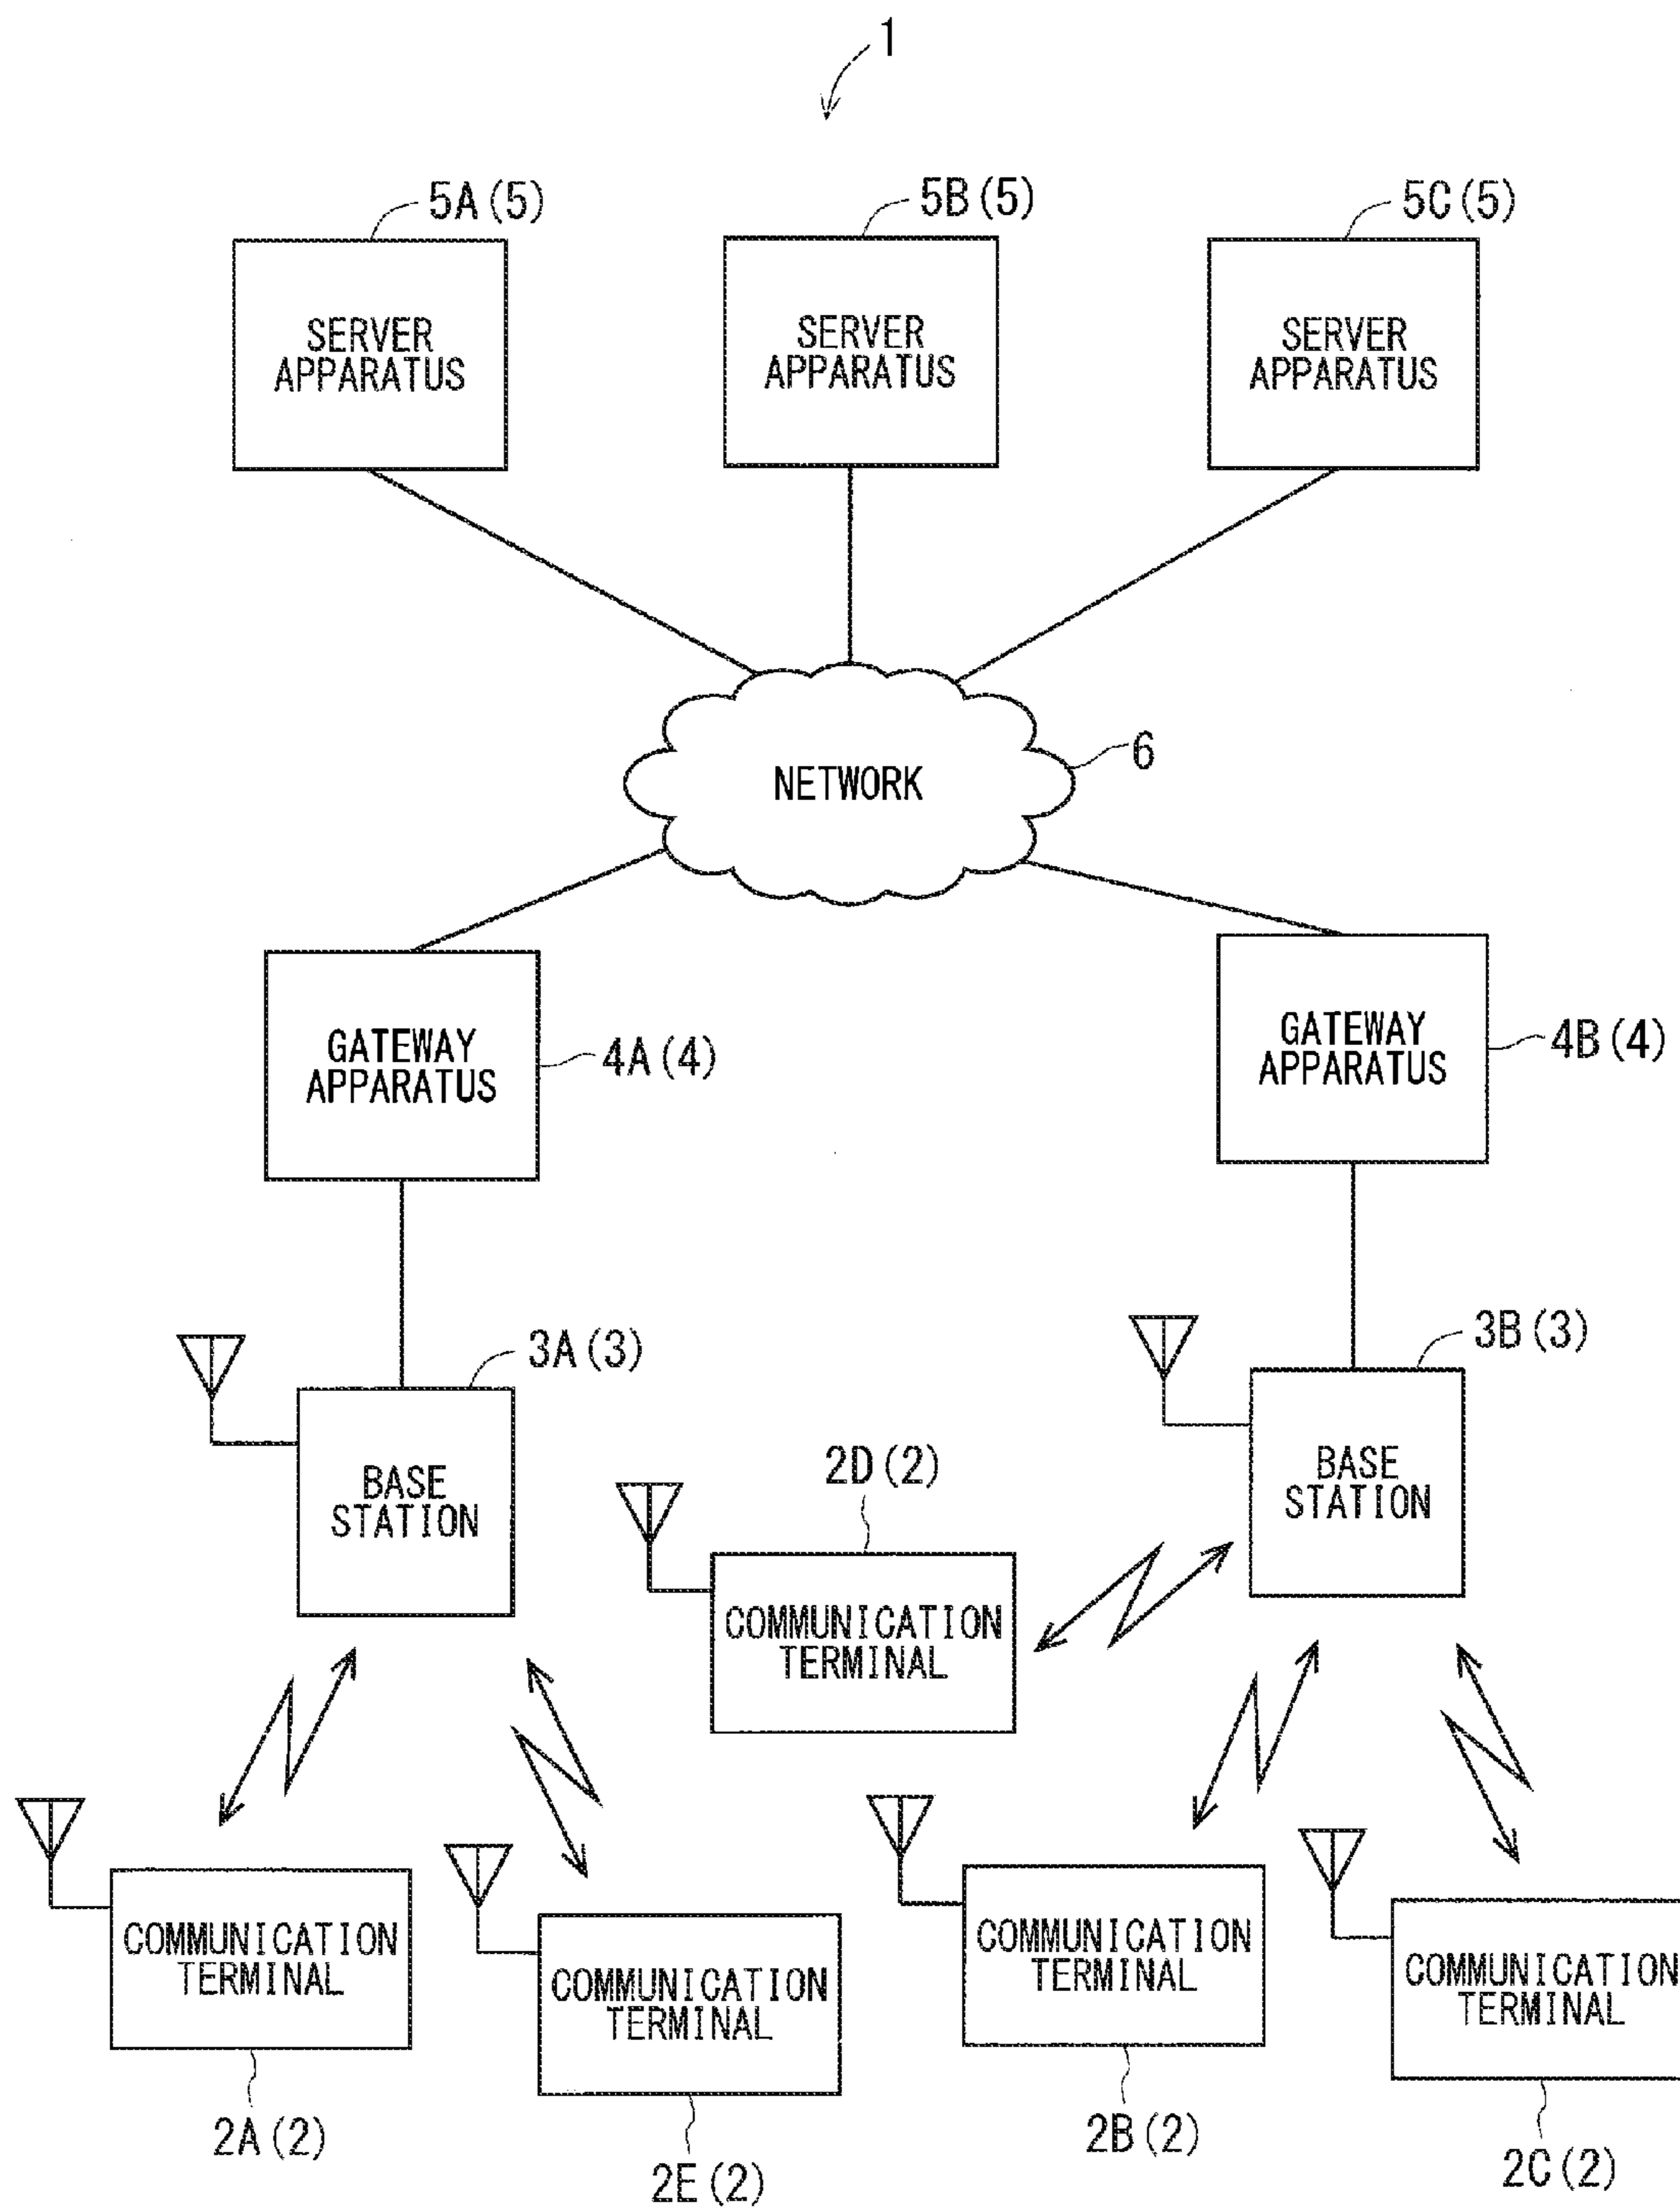 1
5A(5)
5B(5)
5C(5)
SERVER
APPARATUS
SERVER
APPARATUS
SERVER
APPARATUS
6
NETWORK
GATEWAY
APPARATUS
4A(4)
GATEWAY
APPARATUS
4B(4)
3A(3)
3B(3)
BASE
STATION
BASE
STATION
2D(2)
COMMUNICATION
TERMINAL
COMMUNICATION
TERMINAL
COMMUNICATION
TERMINAL
COMMUNICATION
TERMINAL
COMMUNICATION
TERMINAL
2A(2)
2E(2)
2B(2)
2C(2)